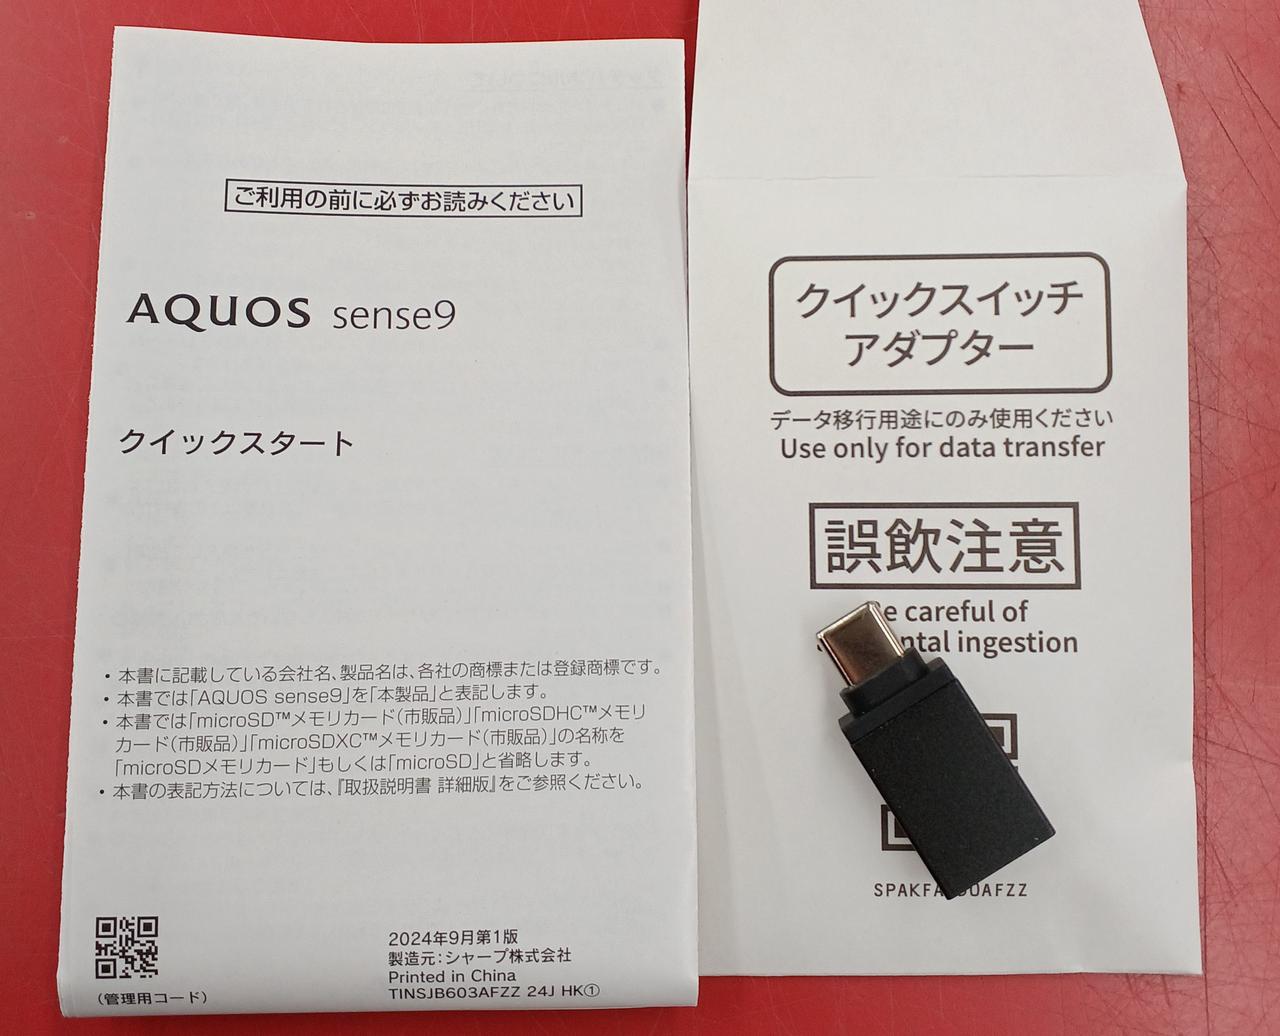 ご利用の前に必ずお読みください
AQUOS sense9
クイックスタート
・本書に記載している会社名、製品名は、各社の商標または登録商標です。
・本書では「AQUOS sense9」を「本製品」と表記します。
・本書では「microSD™メモリカード(市販品)」「microSDHC™メモリ
カード(市販品)」「microSDXC™メモリカード(市販品)」の名称を
「microSDメモリカード」もしくは「microSD」と省略します。
・本書の表記方法については、『取扱説明書 詳細版』をご参照ください。
(管理用コード)
2024年9月第1版
製造元:シャープ株式会社
Printed in China
TINSJB603AFZZ 24J HK①
クイックスイッチ
アダプター
データ移行用途にのみ使用ください
Use only for data transfer
誤飲注意
careful of
ingestion